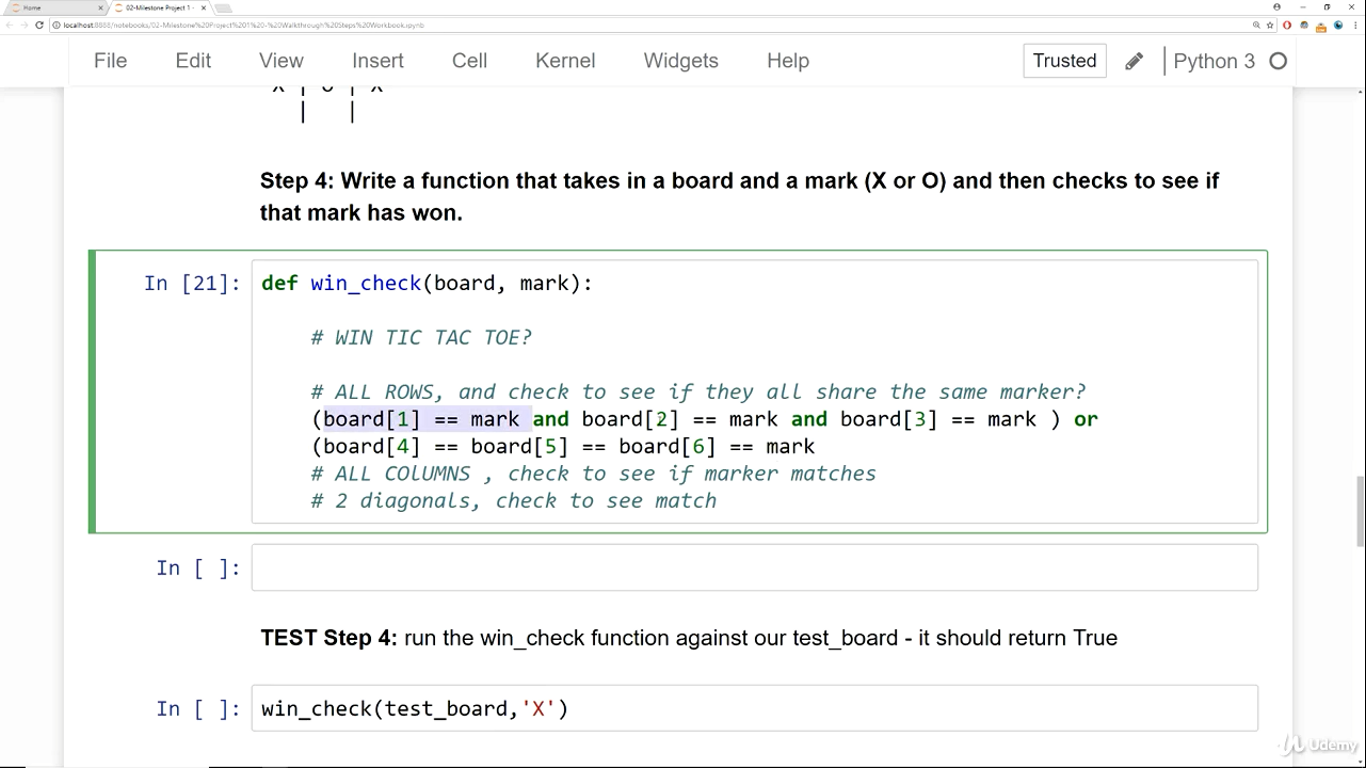 Home
02-Milestone Project 1 -
localhost:8888/notebooks/02-Milestone%20Project%201%20-%20Walkthrough%20Steps%20Workbook.ipynb
File Edit View Insert Cell Kernel Widgets Help Trusted Python 3
X | O | X
| |
Step 4: Write a function that takes in a board and a mark (X or O) and then checks to see if
that mark has won.
In [21]: def win_check(board, mark):
# WIN TIC TAC TOE?
# ALL ROWS, and check to see if they all share the same marker?
(board[1] == mark and board[2] == mark and board[3] == mark ) or
(board[4] == board[5] == board[6] == mark
# ALL COLUMNS , check to see if marker matches
# 2 diagonals, check to see match
In [ ]:
TEST Step 4: run the win_check function against our test_board - it should return True
In [ ]: win_check(test_board,'X')
Udemy